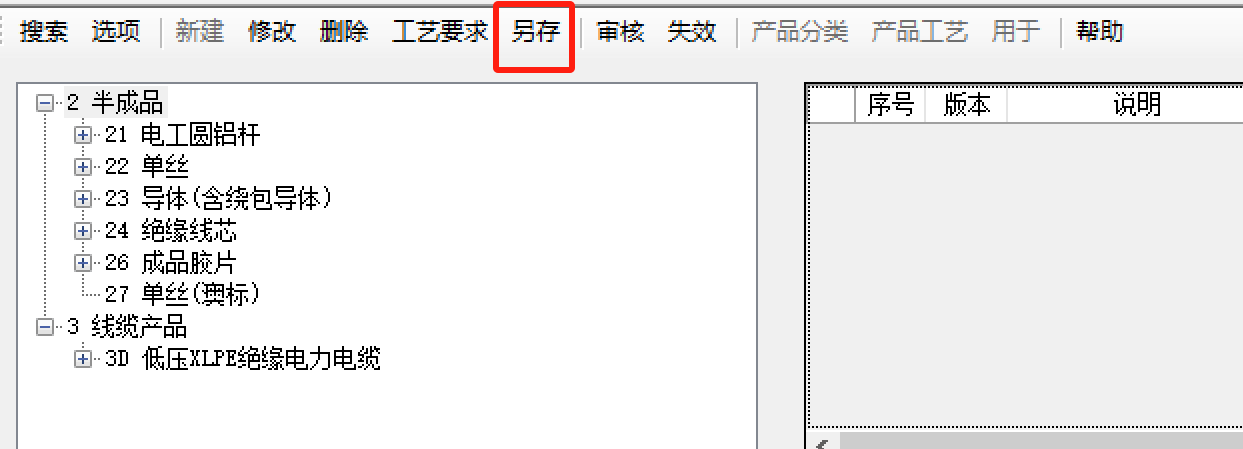 搜索 选项 新建 修改 删除 工艺要求 另存 审核 失效 产品分类 产品工艺 用于 帮助
2 半成品
21 电工圆铝杆
22 单丝
23 导体(含绕包导体)
24 绝缘线芯
26 成品胶片
27 单丝(澳标)
3 线缆产品
3D 低压XLPE绝缘电力电缆
序号 版本 说明